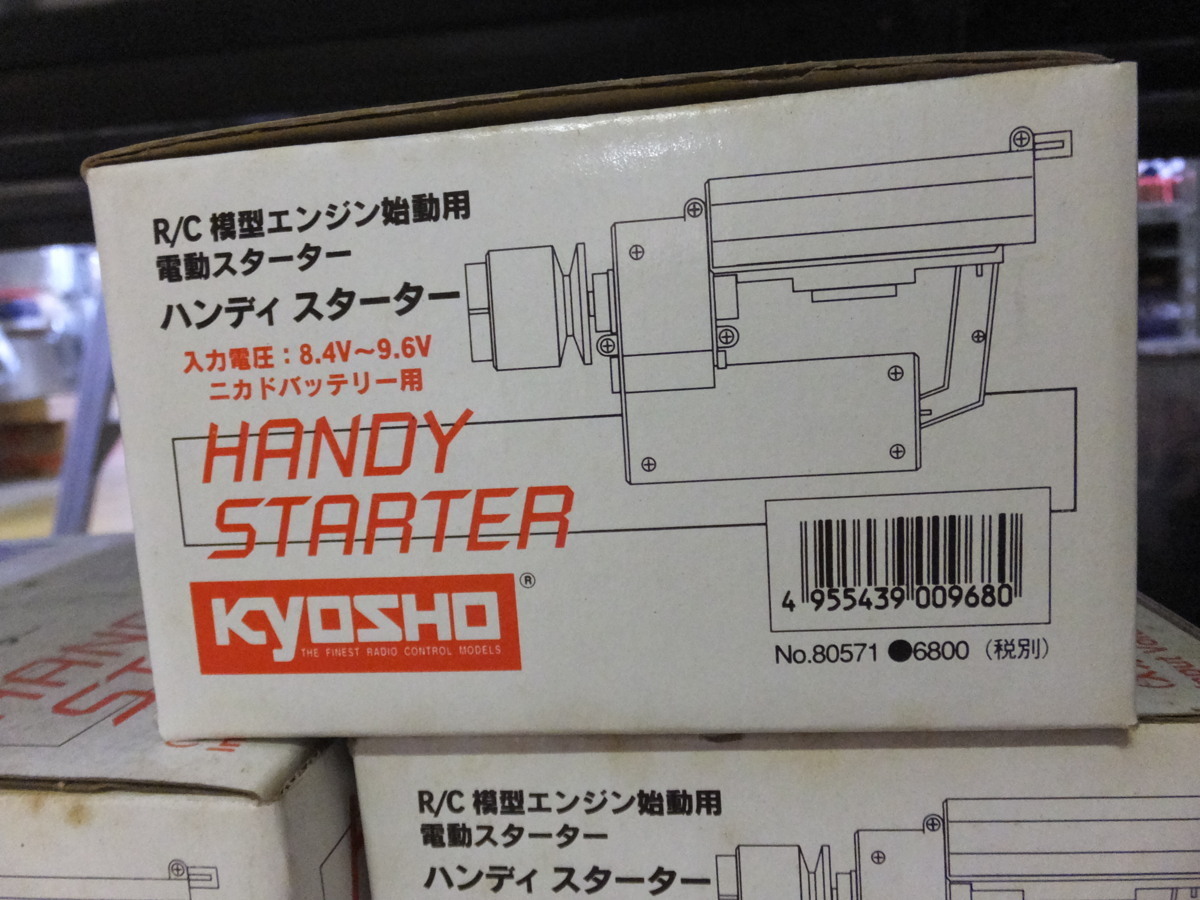 R/C 模型エンジン始動用
電動スターター
ハンディ スターター
入力電圧：8.4V～9.6V
ニカドバッテリー用
HANDY
STARTER
KYOSHO ®
THE FINEST RADIO CONTROL MODELS
4 955439 009680
No.80571 ●6800 （税別）
R/C 模型エンジン始動用
電動スターター
ハンディ スターター